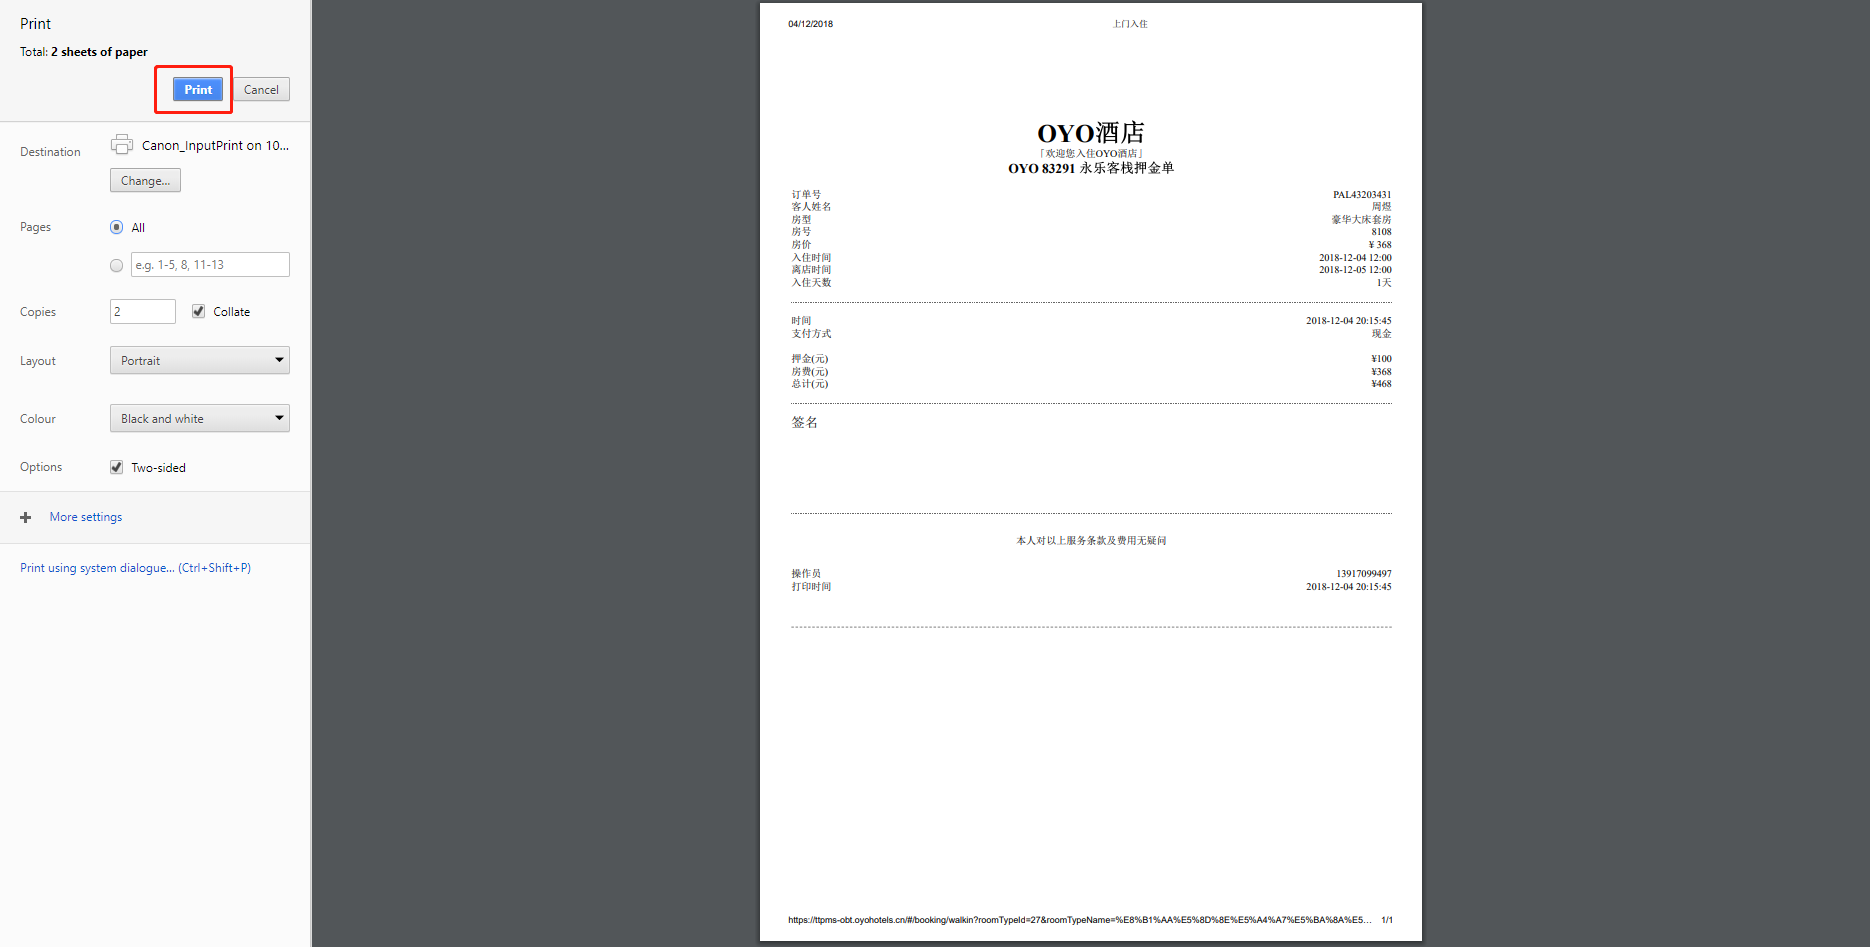 Print
Total: 2 sheets of paper
Print
Cancel
Destination
Canon_InputPrint on 10...
Change...
Pages
All
e.g. 1-5, 8, 11-13
Copies
2
Collate
Layout
Portrait
Colour
Black and white
Options
Two-sided
More settings
Print using system dialogue... (Ctrl+Shift+P)
04/12/2018
上门入住
OYO酒店
「欢迎您入住OYO酒店」
OYO 83291 永乐客栈押金单
订单号 PAL43203431
客人姓名 周煜
房型 豪华大床套房
房号 8108
房价 ¥ 368
入住时间 2018-12-04 12:00
离店时间 2018-12-05 12:00
入住天数 1天
时间 2018-12-04 20:15:45
支付方式 现金
押金(元) ¥100
房费(元) ¥368
总计(元) ¥468
签名
本人对以上服务条款及费用无疑问
操作员 13917099497
打印时间 2018-12-04 20:15:45
https://ttpms-obt.oyohotels.cn/#/booking/walkin?roomTypeId=27&roomTypeName=%E8%B1%AA%E5%8D%8E%E5%A4%A7%E5%BA%8A%E5... 1/1